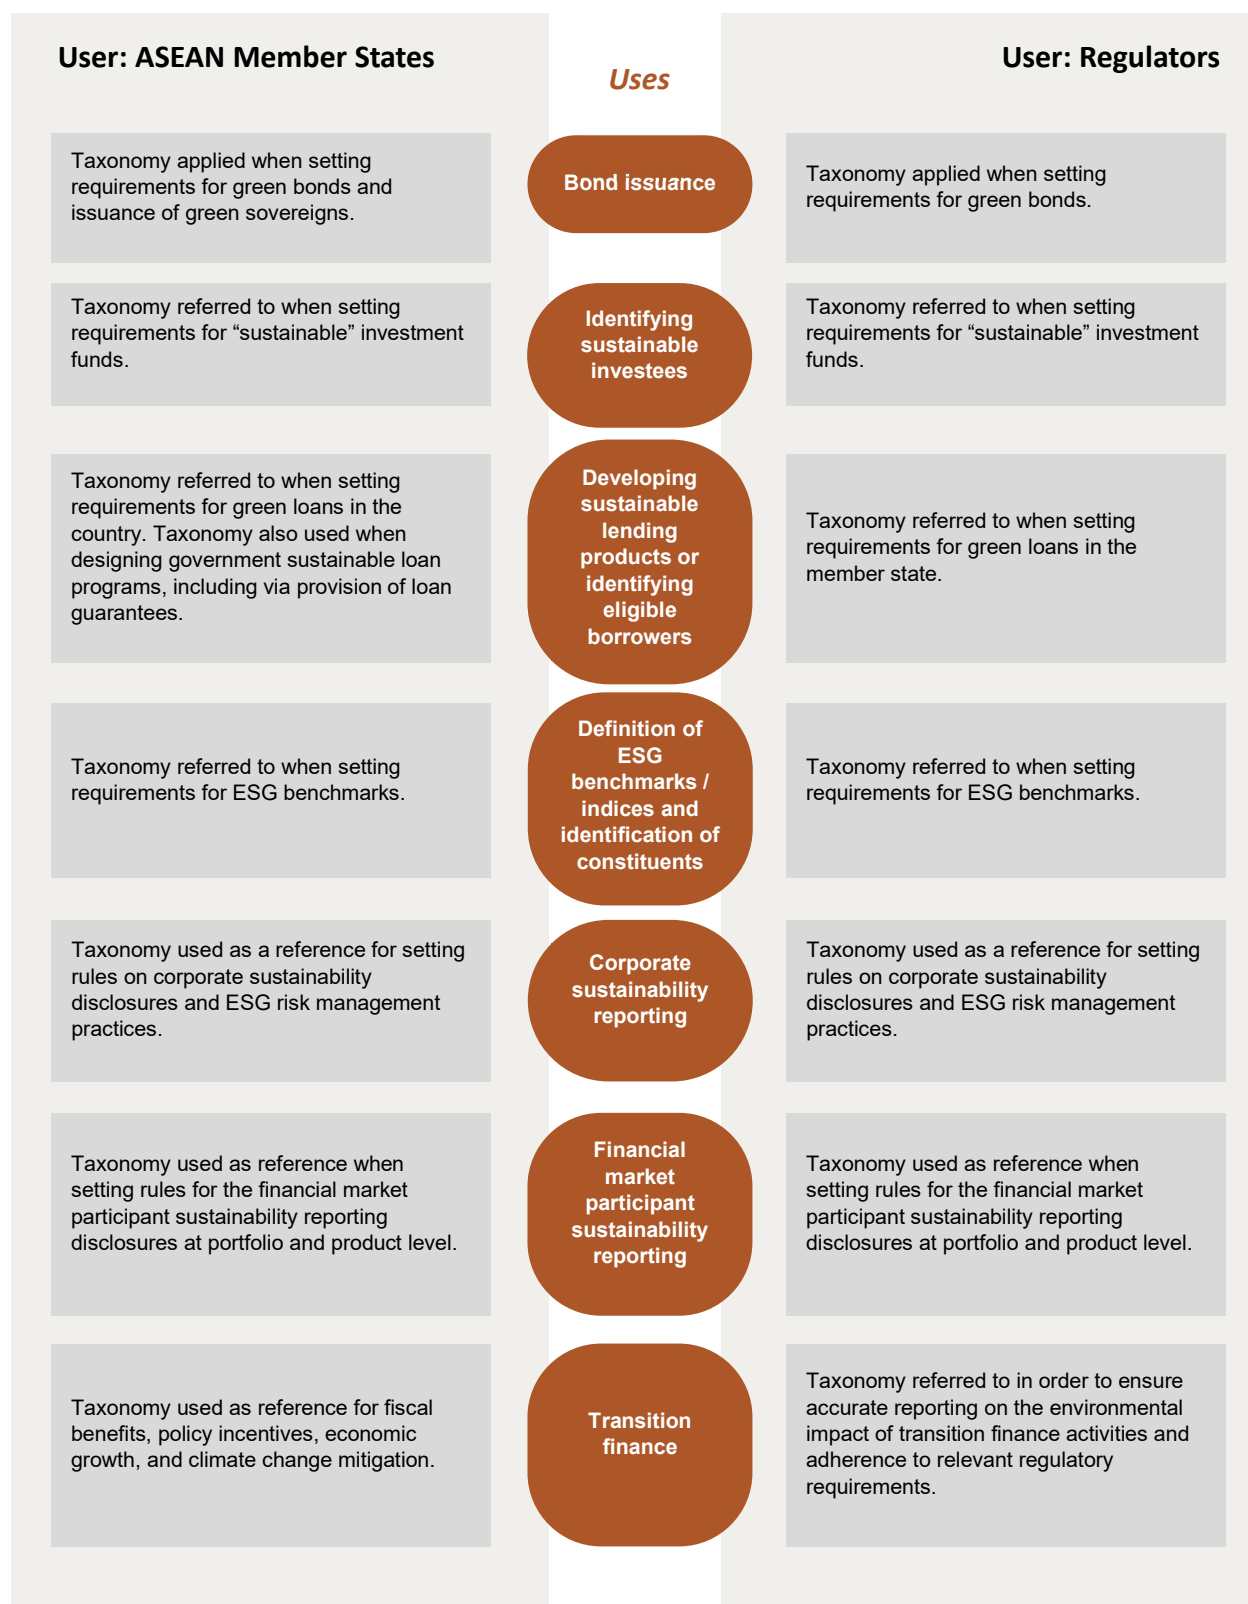 User: ASEAN Member States
Uses
User: Regulators
Taxonomy applied when setting
requirements for green bonds and
issuance of green sovereigns.
Bond issuance
Taxonomy applied when setting
requirements for green bonds.
Taxonomy referred to when setting
requirements for “sustainable” investment
funds.
Identifying
sustainable
investees
Taxonomy referred to when setting
requirements for “sustainable” investment
funds.
Taxonomy referred to when setting
requirements for green loans in the
country. Taxonomy also used when
designing government sustainable loan
programs, including via provision of loan
guarantees.
Developing
sustainable
lending
products or
identifying
eligible
borrowers
Taxonomy referred to when setting
requirements for green loans in the
member state.
Taxonomy referred to when setting
requirements for ESG benchmarks.
Definition of
ESG
benchmarks /
indices and
identification of
constituents
Taxonomy referred to when setting
requirements for ESG benchmarks.
Taxonomy used as a reference for setting
rules on corporate sustainability
disclosures and ESG risk management
practices.
Corporate
sustainability
reporting
Taxonomy used as a reference for setting
rules on corporate sustainability
disclosures and ESG risk management
practices.
Taxonomy used as reference when
setting rules for the financial market
participant sustainability reporting
disclosures at portfolio and product level.
Financial
market
participant
sustainability
reporting
Taxonomy used as reference when
setting rules for the financial market
participant sustainability reporting
disclosures at portfolio and product level.
Taxonomy used as reference for fiscal
benefits, policy incentives, economic
growth, and climate change mitigation.
Transition
finance
Taxonomy referred to in order to ensure
accurate reporting on the environmental
impact of transition finance activities and
adherence to relevant regulatory
requirements.